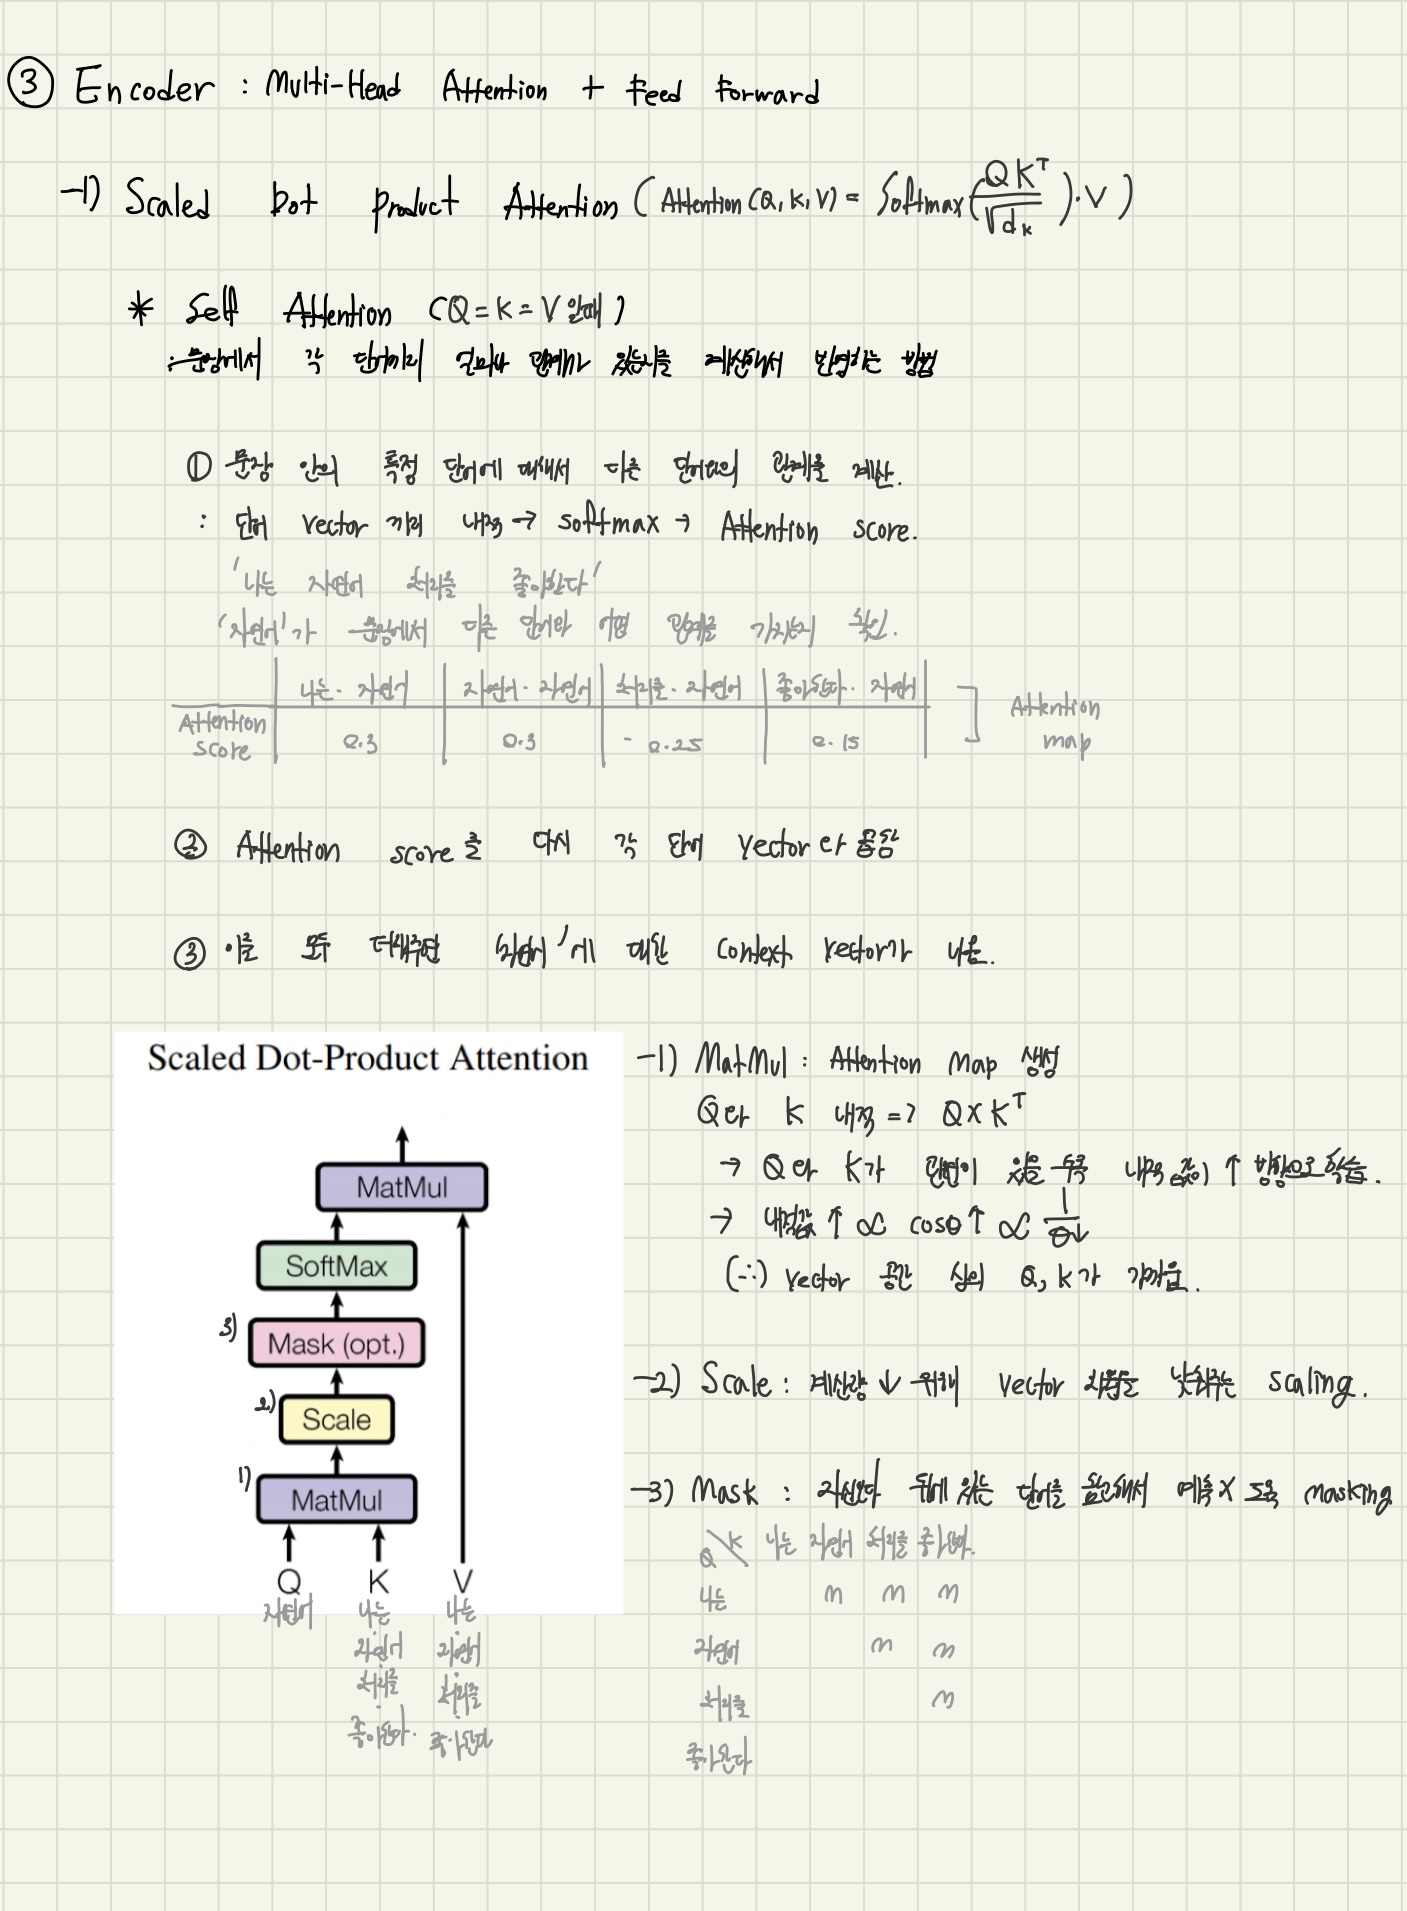 ③ Encoder : Multi-Head Attention + Feed Forward
-1) Scaled Dot Product Attention ( Attention (Q, K, V) = Softmax(QK^T / √d_k)·V )
* Self Attention (Q = K = V 일때)
: 문장에서 각 단어끼리 얼마나 관계가 있는지를 계산해서 반영하는 방법
① 문장 안의 특정 단어에 대해서 다른 단어와의 관계를 계산.
: 단어 vector 끼리 내적 → softmax → Attention score.
'나는 자연어 처리를 좋아한다'
'자연어'가 문장에서 다른 단어와 어떤 관계를 가지는지 확인.
나는 · 자연어 | 자연어 · 자연어 | 처리를 · 자연어 | 좋아한다 · 자연어
Attention score | 0.3 | 0.3 | 0.25 | 0.15 ] Attention map
② Attention score를 다시 각 단어 vector와 곱함
③ 이를 모두 더해주면 '자연어'에 대한 context vector가 나옴.
Scaled Dot-Product Attention
MatMul
SoftMax
3) Mask (opt.)
2) Scale
1) MatMul
Q K V
자연어 나는 나는
자연어 자연어
처리를 처리를
좋아한다. 좋아한다
-1) MatMul : Attention Map 생성
Q와 K 내적 => Q×K^T
→ Q와 K가 관련이 있을 수록 내적값이 ↑ 방향으로 학습.
→ 내적값 ↑ ∝ cosθ ↑ ∝ 1/θ↓
(∵) vector 공간 상의 Q, K가 가까움.
-2) Scale : 계산량 ↓ 위해 vector 낮춰주는 scaling.
-3) Mask : 자신보다 뒤에 있는 단어를 예측 X 도록 masking
Q\K 나는 자연어 처리를 좋아한다.
나는 m m m
자연어 m m
처리를 m
좋아한다